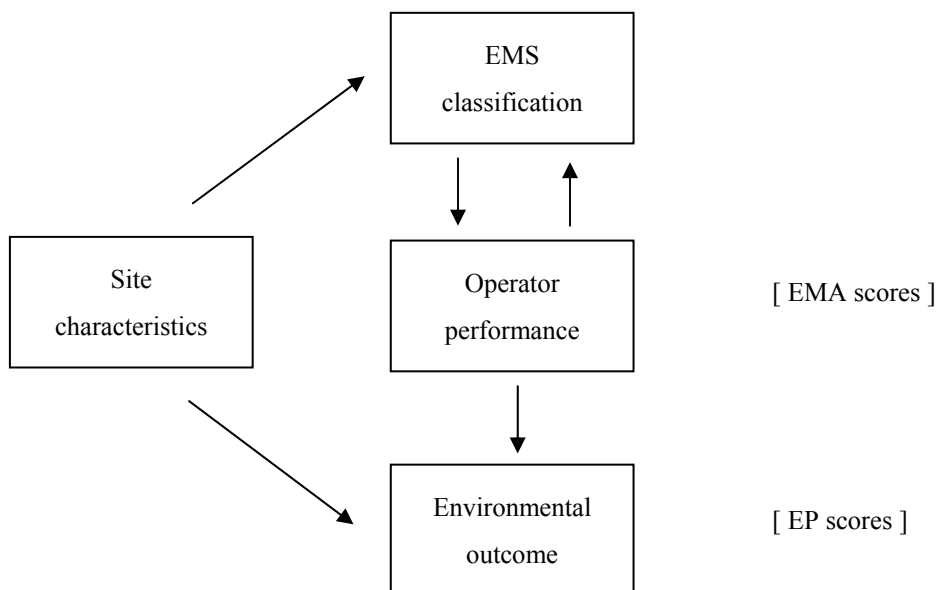 EMS
classification
Site
characteristics
Operator
performance
[ EMA scores ]
Environmental
outcome
[ EP scores ]